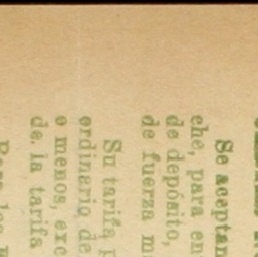 Se aceptan
che, para en
de depósito,
de fuerza m
Su tarifa
ordinario de
o menos, exc
de la tarifa